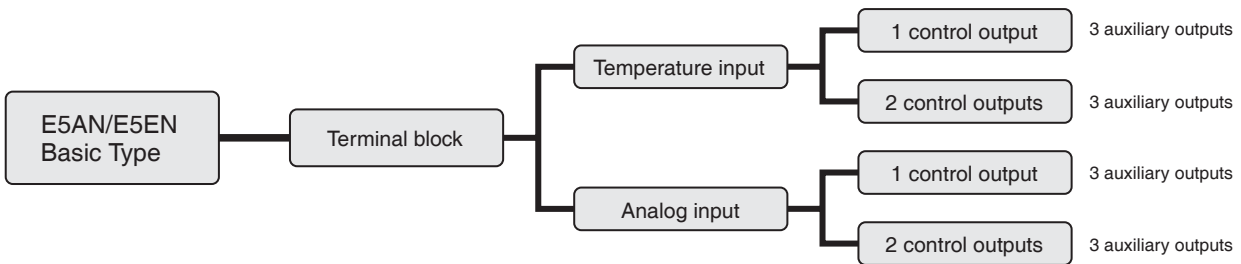 E5AN/E5EN
Basic Type
Terminal block
Temperature input
1 control output
3 auxiliary outputs
2 control outputs
3 auxiliary outputs
Analog input
1 control output
3 auxiliary outputs
2 control outputs
3 auxiliary outputs